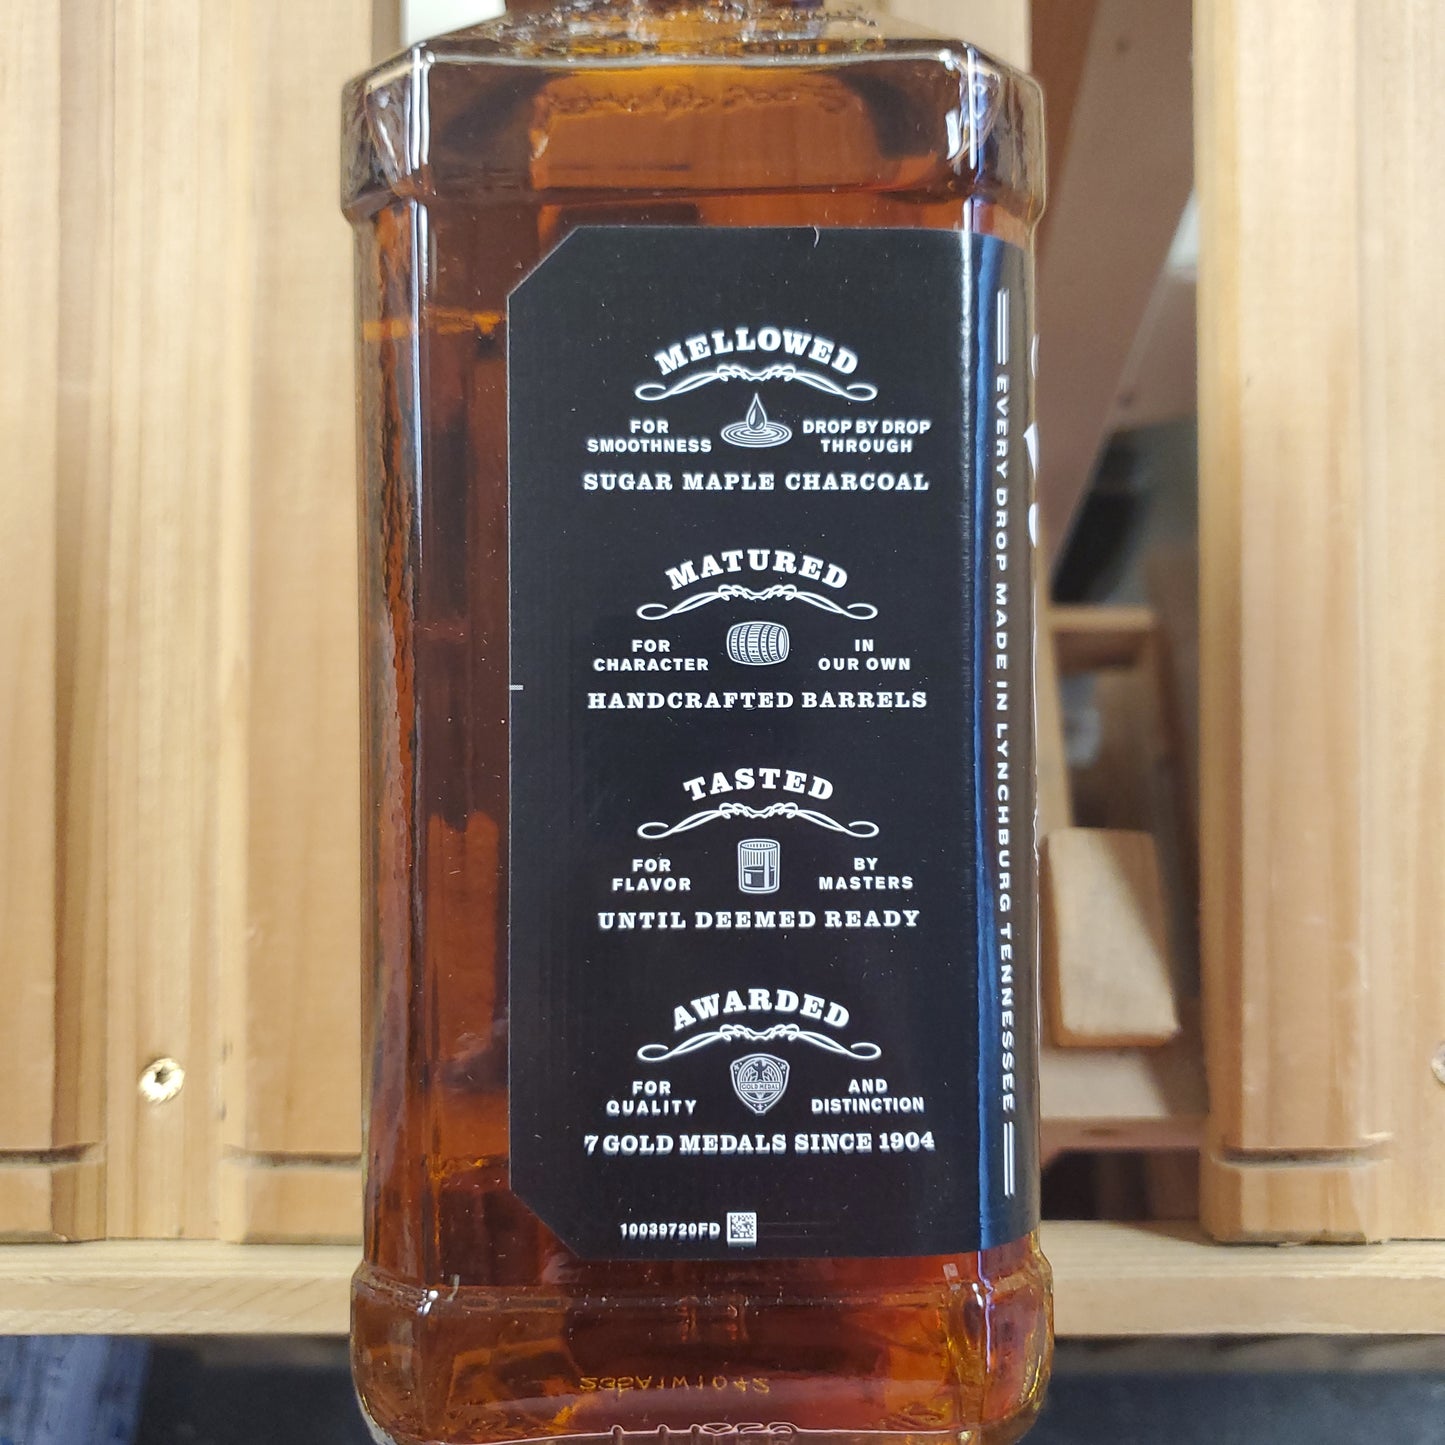 MELLOWED
FOR SMOOTHNESS
DROP BY DROP THROUGH
SUGAR MAPLE CHARCOAL
MATURED
FOR CHARACTER
IN OUR OWN
HANDCRAFTED BARRELS
TASTED
FOR FLAVOR
BY MASTERS
UNTIL DEEMED READY
AWARDED
FOR QUALITY
GOLD MEDAL
AND DISTINCTION
7 GOLD MEDALS SINCE 1904
10039720FD
EVERY DROP MADE IN LYNCHBURG TENNESSEE